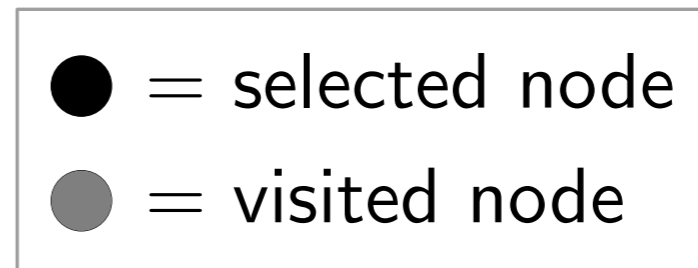 = selected node
= visited node